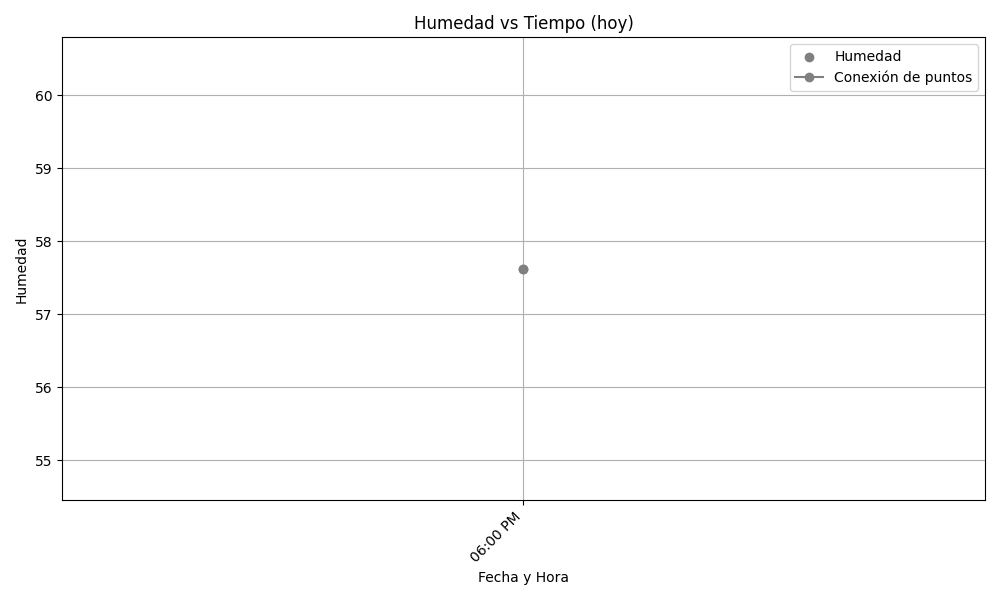 Humedad vs Tiempo (hoy)
Humedad
Conexión de puntos
60
59
58
57
56
55
Humedad
06:00 PM
Fecha y Hora